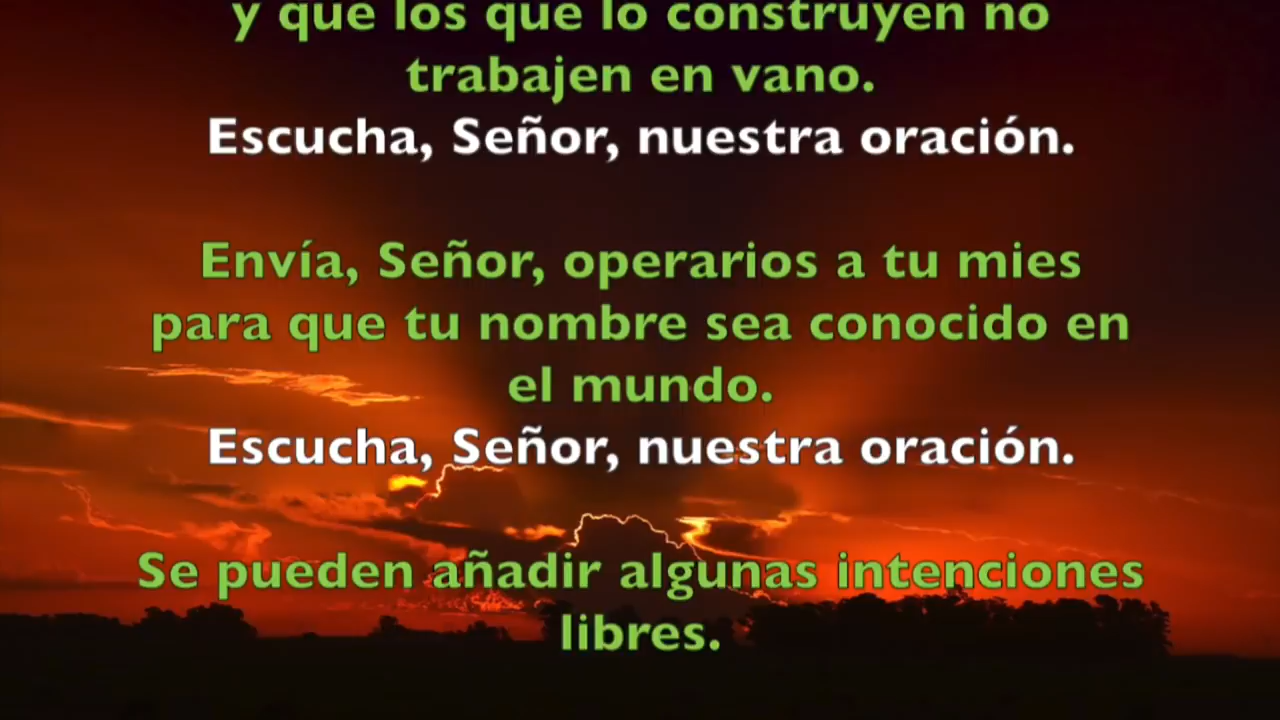 y que los que lo construyen no
trabajen en vano.
Escucha, Señor, nuestra oración.
Envía, Señor, operarios a tu mies
para que tu nombre sea conocido en
el mundo.
Escucha, Señor, nuestra oración.
Se pueden añadir algunas intenciones
libres.